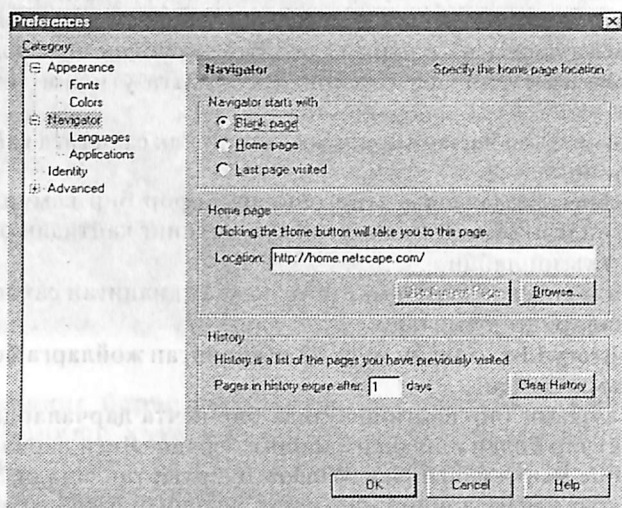 Preferences
Category:
Appearance
Fonts
Colors
Navigator
Languages
Applications
Identity
Advanced
Navigator Specify the home page location
Navigator starts with
Blank page
Home page
Last page visited
Home page
Clicking the Home button will take you to this page.
Location: http://home.netscape.com/
Use Current Page Browse...
History
History is a list of the pages you have previously visited
Pages in history expire after: 1 days Clear History
OK Cancel Help
жойларга
дарчала